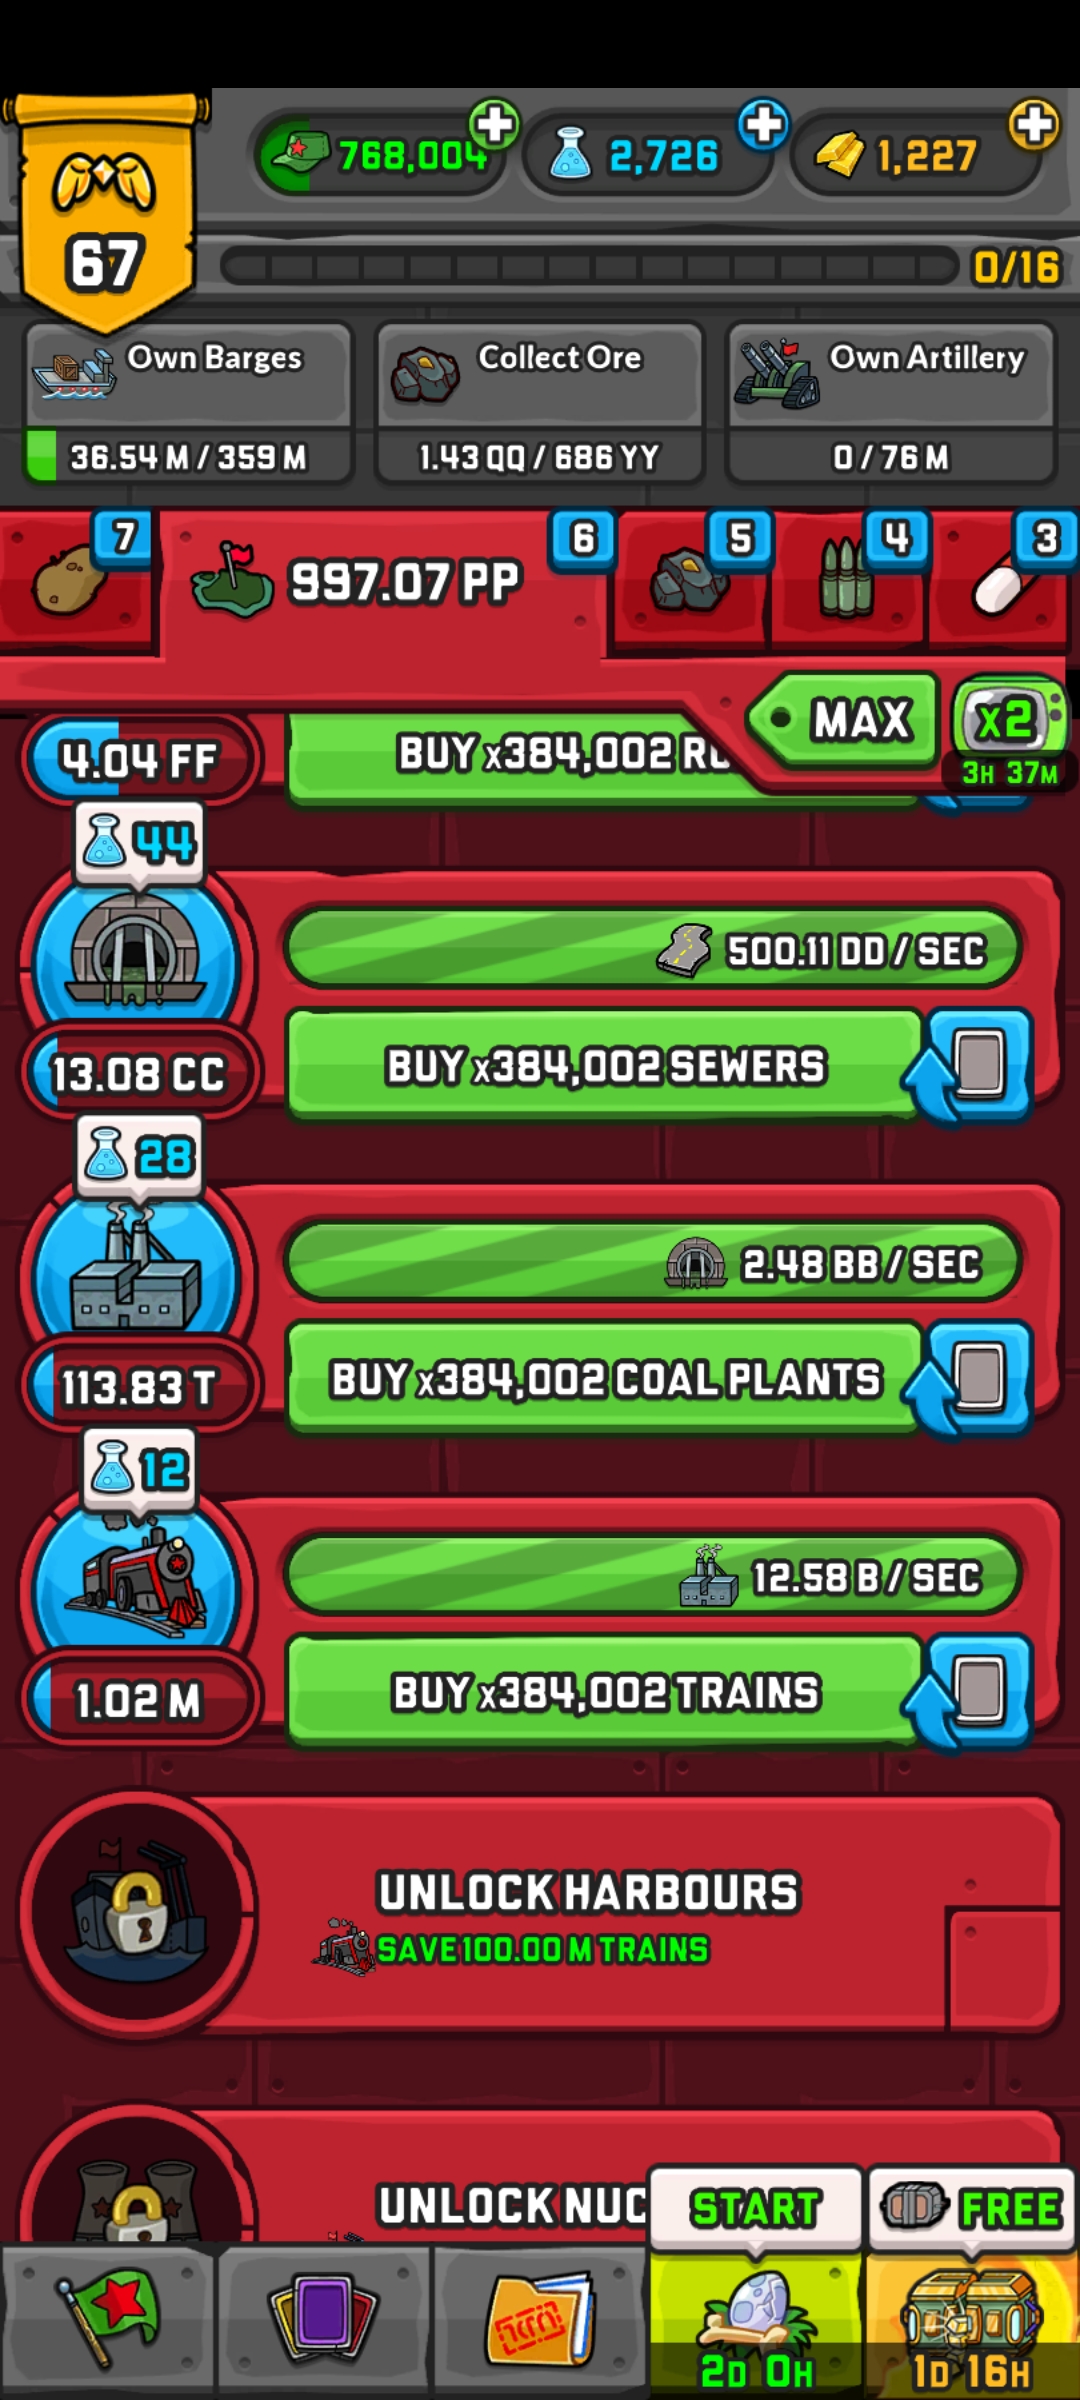 768,004
2,726
1,227
67
0/16
Own Barges
Collect Ore
Own Artillery
36.54 M / 359 M
1.43 QQ / 686 YY
0 / 76 M
7
997.07 PP
6
5
4
3
MAX
x2
3H 37M
4.04 FF
BUY x384,002
44
500.11 DD / SEC
13.08 CC
BUY x384,002 SEWERS
28
2.48 BB / SEC
113.83 T
BUY x384,002 COAL PLANTS
12
12.58 B / SEC
1.02 M
BUY x384,002 TRAINS
UNLOCK HARBOURS
SAVE 100.00 M TRAINS
UNLOCK NUC
START
FREE
2D 0H
1D 16H